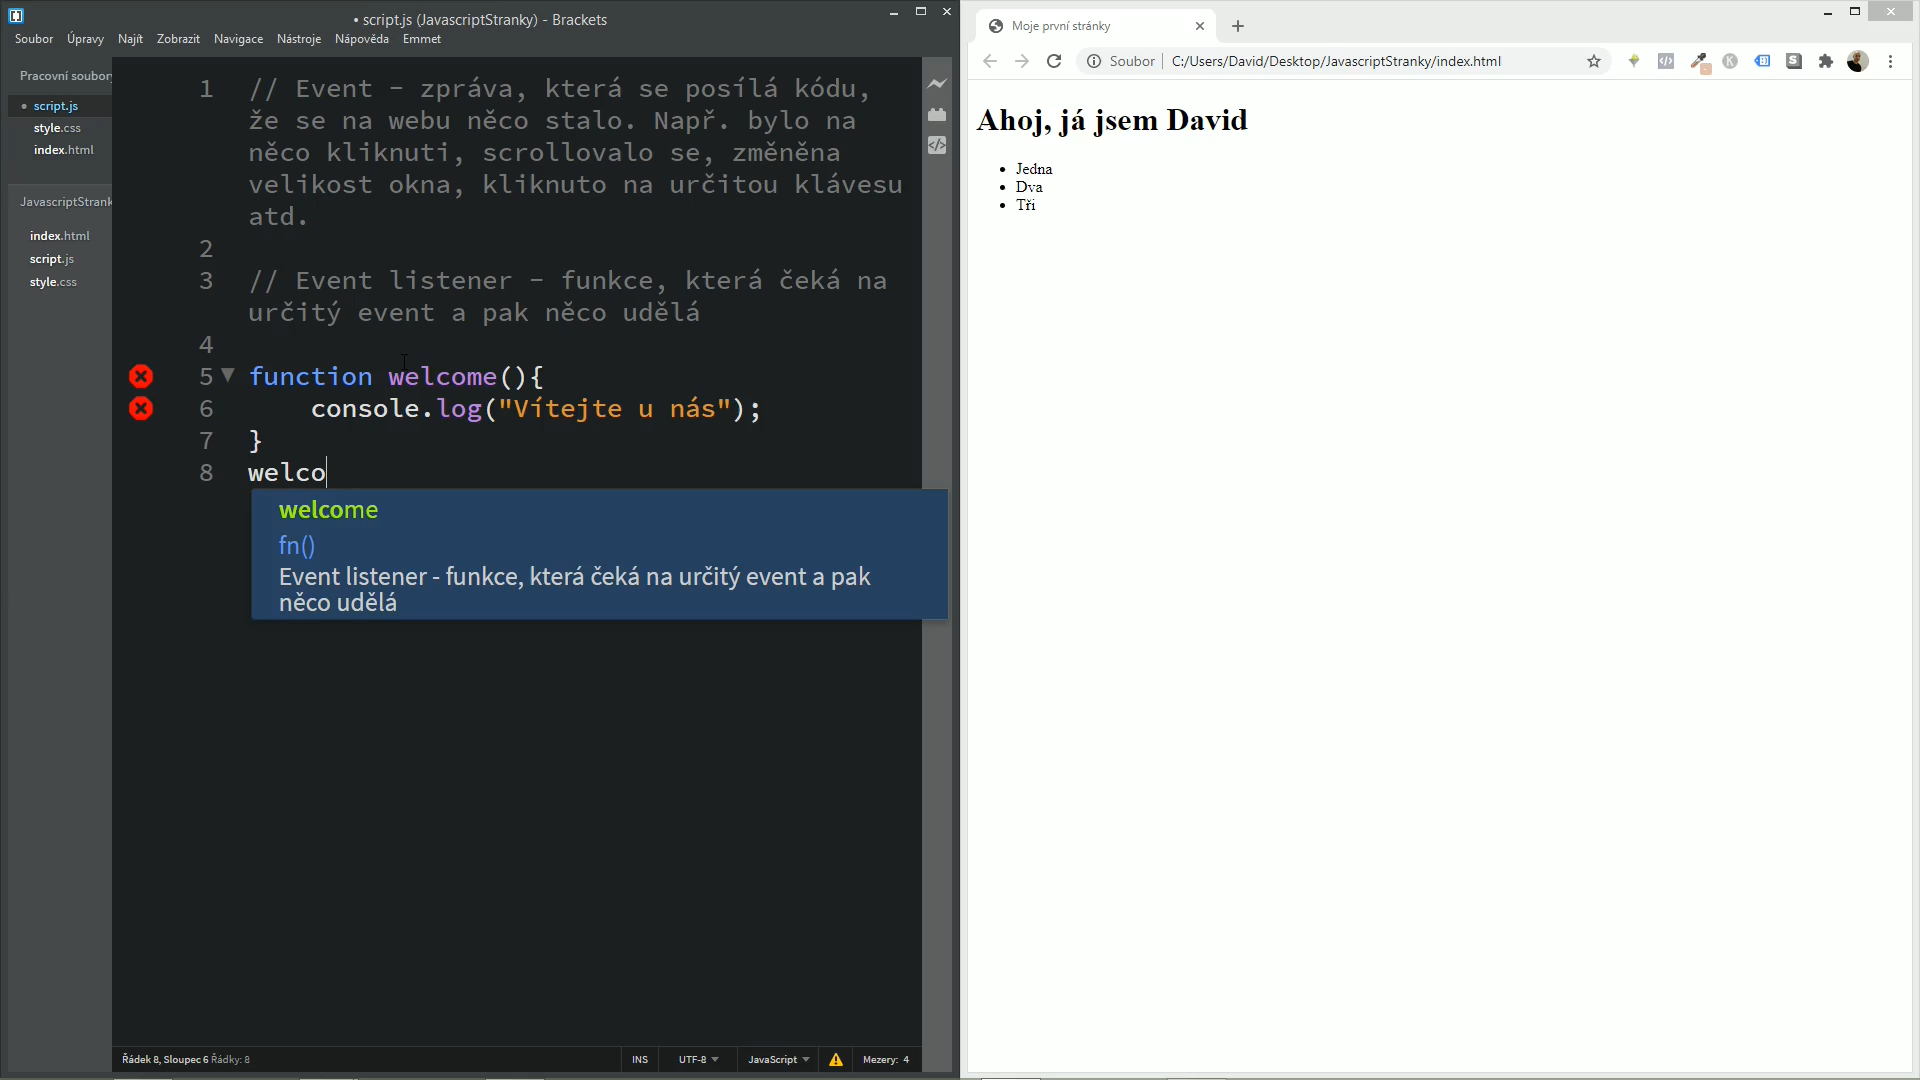 • script.js (JavascriptStranky) - Brackets
Soubor Úpravy Najít Zobrazit Navigace Nástroje Nápověda Emmet
Pracovní soubory
• script.js
style.css
index.html
JavascriptStrank
index.html
script.js
style.css
1 // Event - zpráva, která se posílá kódu,
že se na webu něco stalo. Např. bylo na
něco kliknuti, scrollovalo se, změněna
velikost okna, kliknuto na určitou klávesu
atd.
2
3 // Event listener - funkce, která čeká na
určitý event a pak něco udělá
4
5 function welcome(){
6 console.log("Vítejte u nás");
7 }
8 welco
welcome
fn()
Event listener - funkce, která čeká na určitý event a pak
něco udělá
Řádek 8, Sloupec 6 Řádky: 8
INS UTF-8 JavaScript Mezery: 4
Moje první stránky
Soubor C:/Users/David/Desktop/JavascriptStranky/index.html
Ahoj, já jsem David
• Jedna
• Dva
• Tři